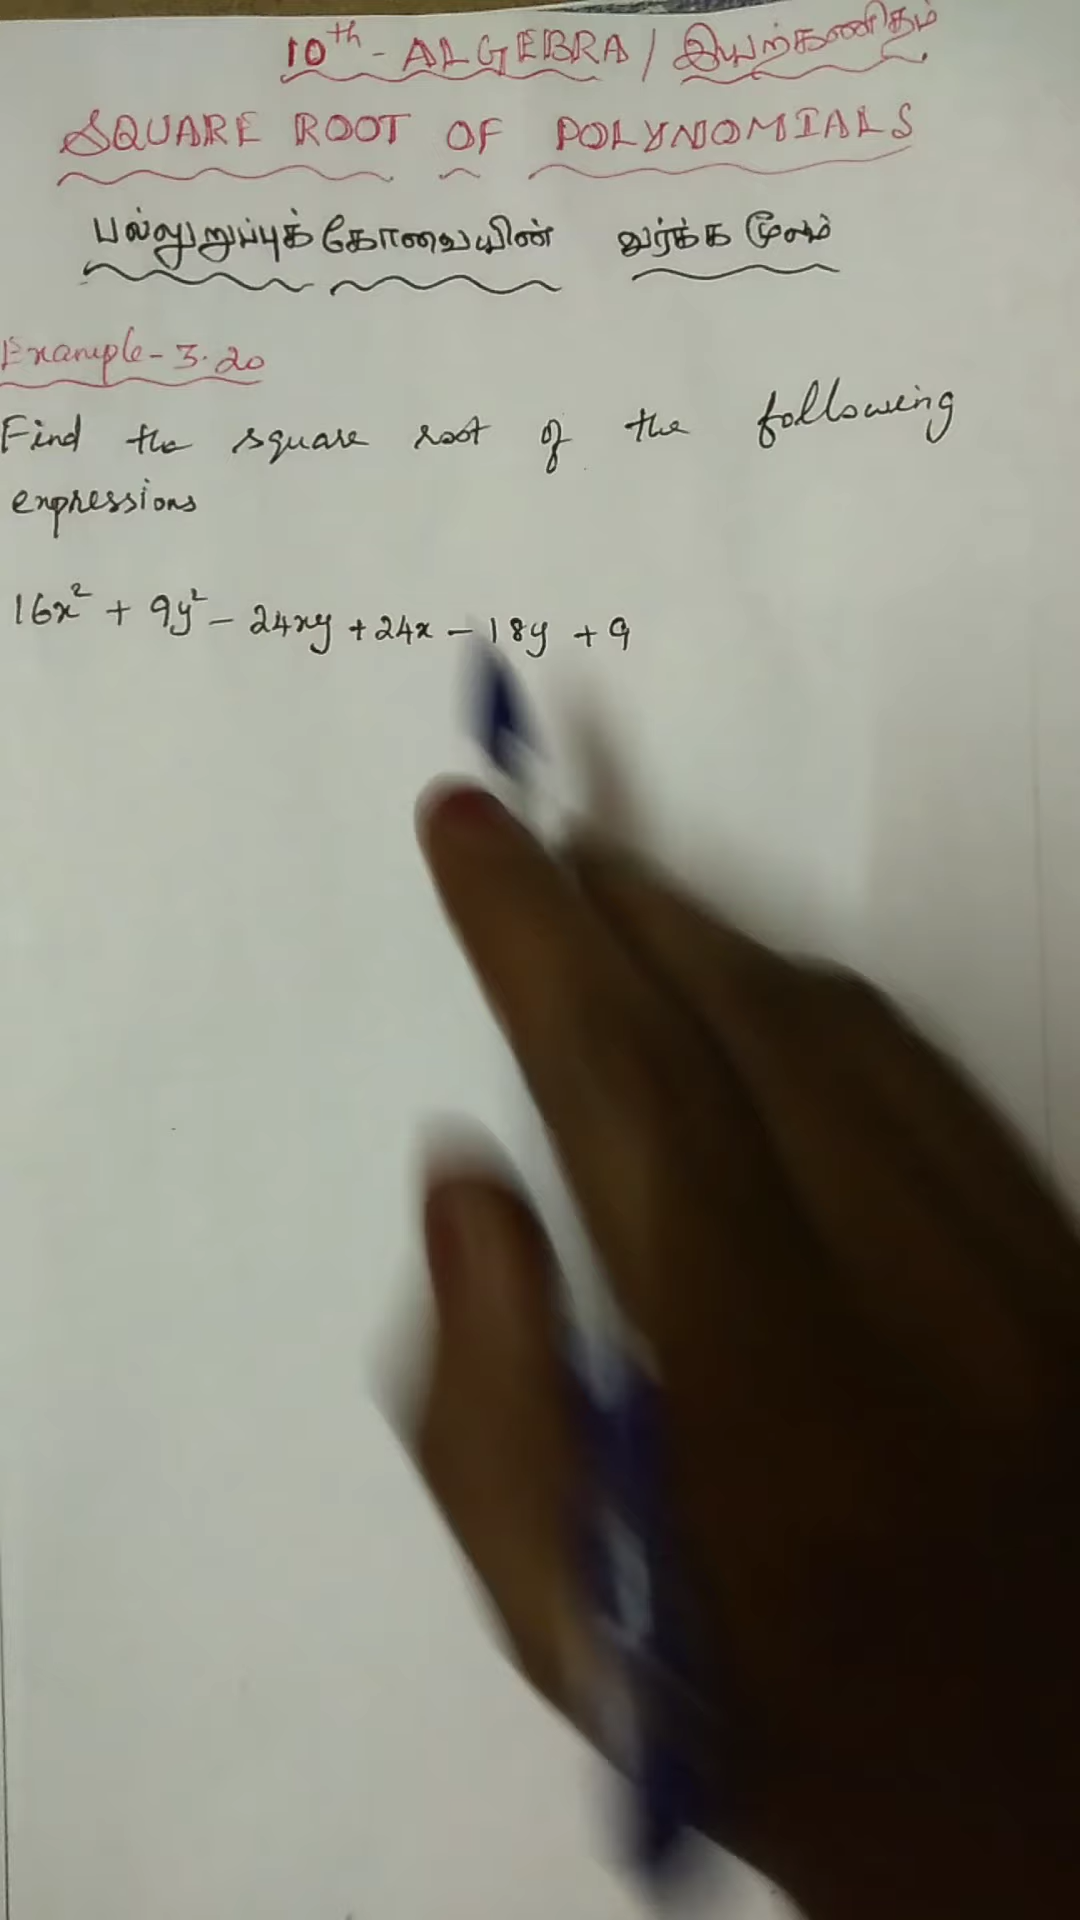 10th - ALGEBRA / இயற்கணிதம்
SQUARE ROOT OF POLYNOMIALS
பல்லுறுப்புக்கோவையின் வர்க்க மூலம்
Example - 3.20
Find the square root of the following
expressions
16x² + 9y² - 24xy + 24x - 18y + 9